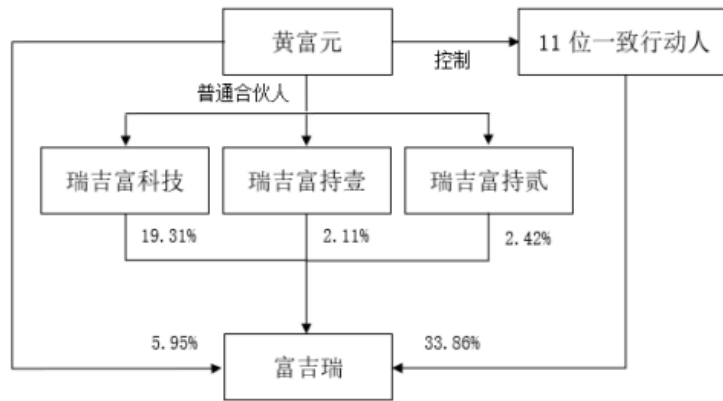 黄富元
11 位一致行动人
控制
普通合伙人
瑞吉富科技
瑞吉富持壹
瑞吉富持贰
19.31%
2.11%
2.42%
5.95%
33.86%
富吉瑞